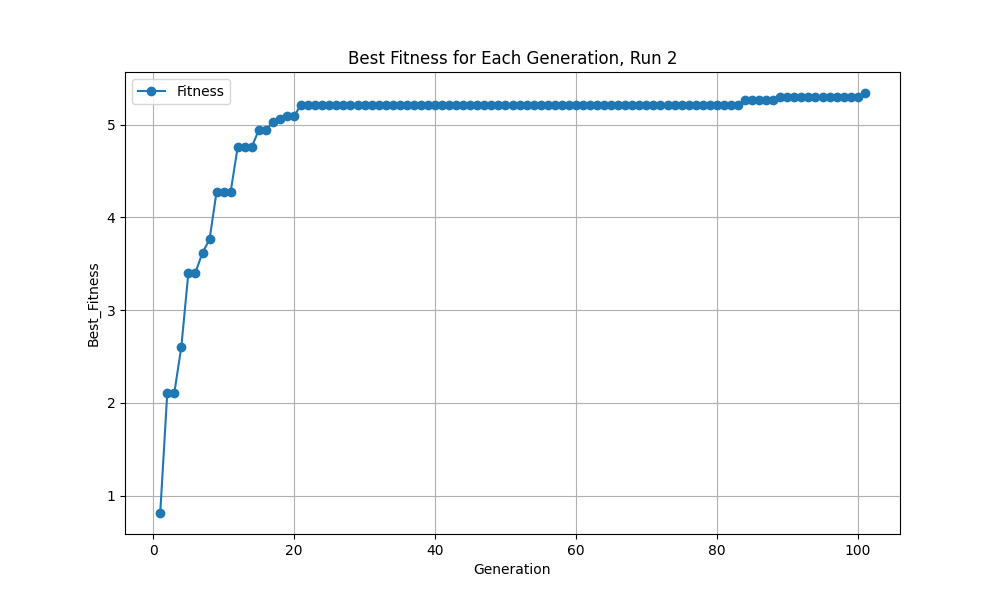 Best Fitness for Each Generation, Run 2
Fitness
5
4
3
2
1
Best_Fitness
0 20 40 60 80 100
Generation